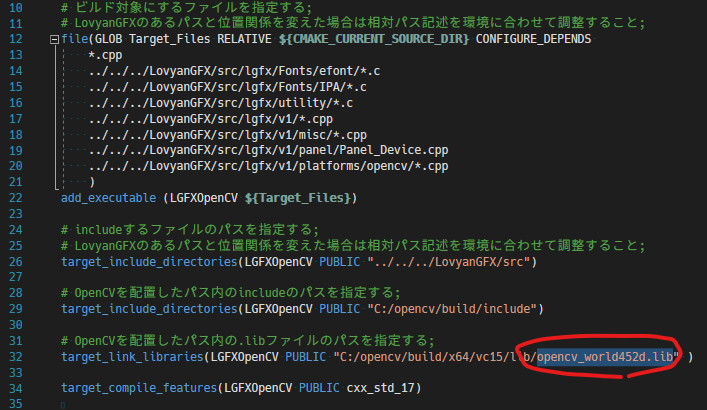 10 # ビルド対象にするファイルを指定する;
11 # LovyanGFXのあるパスと位置関係を変えた場合は相対パス記述を環境に合わせて調整すること;
12 file(GLOB Target_Files RELATIVE ${CMAKE_CURRENT_SOURCE_DIR} CONFIGURE_DEPENDS
13 *.cpp
14 ../../../LovyanGFX/src/lgfx/Fonts/efont/*.c
15 ../../../LovyanGFX/src/lgfx/Fonts/IPA/*.c
16 ../../../LovyanGFX/src/lgfx/utility/*.c
17 ../../../LovyanGFX/src/lgfx/v1/*.cpp
18 ../../../LovyanGFX/src/lgfx/v1/misc/*.cpp
19 ../../../LovyanGFX/src/lgfx/v1/panel/Panel_Device.cpp
20 ../../../LovyanGFX/src/lgfx/v1/platforms/opencv/*.cpp
21 )
22 add_executable (LGFXOpenCV ${Target_Files})
23
24 # includeするファイルのパスを指定する;
25 # LovyanGFXのあるパスと位置関係を変えた場合は相対パス記述を環境に合わせて調整すること;
26 target_include_directories(LGFXOpenCV PUBLIC "../../../LovyanGFX/src")
27
28 # OpenCVを配置したパス内のincludeのパスを指定する;
29 target_include_directories(LGFXOpenCV PUBLIC "C:/opencv/build/include")
30
31 # OpenCVを配置したパス内の.libファイルのパスを指定する;
32 target_link_libraries(LGFXOpenCV PUBLIC "C:/opencv/build/x64/vc15/lib/opencv_world452d.lib" )
33
34 target_compile_features(LGFXOpenCV PUBLIC cxx_std_17)
35